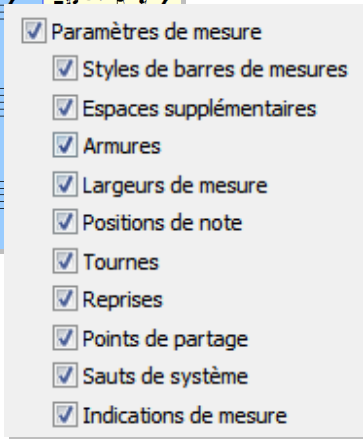 Paramètres de mesure
Styles de barres de mesures
Espaces supplémentaires
Armures
Largeurs de mesure
Positions de note
Tournes
Reprises
Points de partage
Sauts de système
Indications de mesure